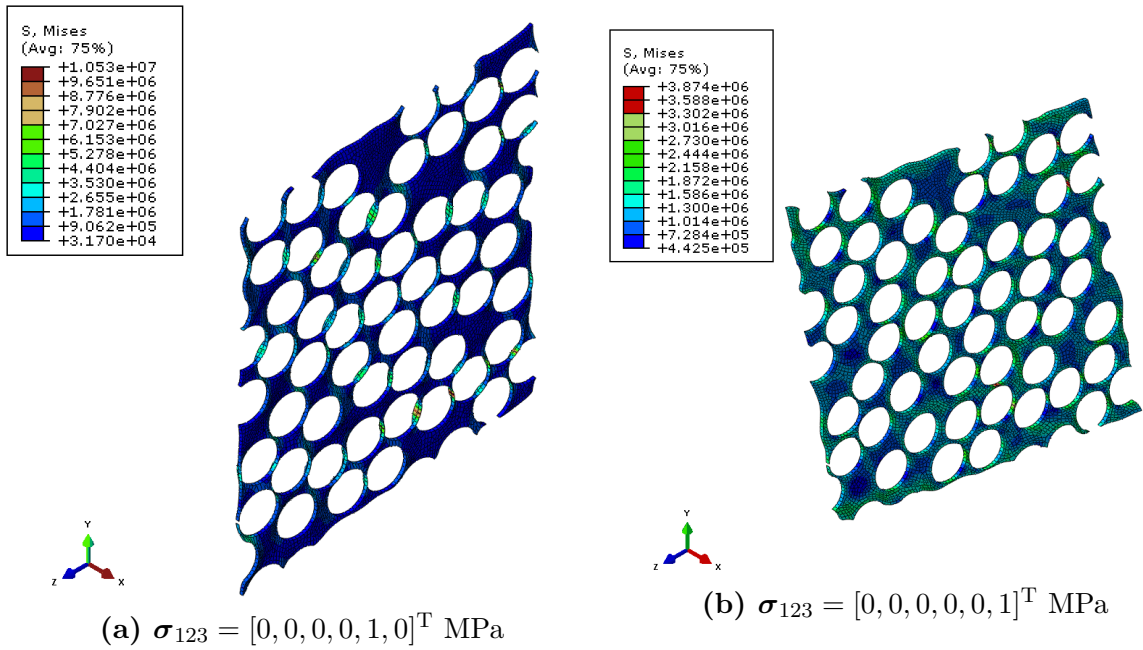 S, Mises
(Avg: 75%)
+1.053e+07
+9.651e+06
+8.776e+06
+7.902e+06
+7.027e+06
+6.153e+06
+5.278e+06
+4.404e+06
+3.530e+06
+2.655e+06
+1.781e+06
+9.062e+05
+3.170e+04
S, Mises
(Avg: 75%)
+3.874e+06
+3.588e+06
+3.302e+06
+3.016e+06
+2.730e+06
+2.444e+06
+2.158e+06
+1.872e+06
+1.586e+06
+1.300e+06
+1.014e+06
+7.284e+05
+4.425e+05
Y
Z
X
Y
Z
X
(a) σ₁₂₃ = [0, 0, 0, 0, 1, 0]ᵀ MPa
(b) σ₁₂₃ = [0, 0, 0, 0, 0, 1]ᵀ MPa